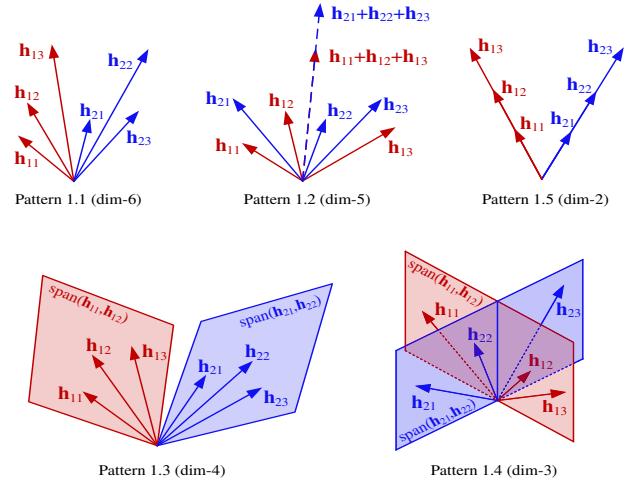 h₂₁+h₂₂+h₂₃
h₁₃
h₂₂
h₁₂
h₂₁
h₂₃
h₁₁
Pattern 1.1 (dim-6)
h₁₁+h₁₂+h₁₃
h₂₁
h₁₂
h₂₂
h₂₃
h₁₁
h₁₃
Pattern 1.2 (dim-5)
h₁₃
h₂₃
h₁₂
h₂₂
h₁₁
h₂₁
Pattern 1.5 (dim-2)
span(h₁₁,h₁₂)
span(h₂₁,h₂₂)
h₁₂
h₁₃
h₂₁
h₂₂
h₁₁
h₂₃
Pattern 1.3 (dim-4)
span(h₁₁,h₁₂)
h₁₁
h₂₃
h₂₂
h₁₂
h₂₁
h₁₃
span(h₂₁,h₂₂)
Pattern 1.4 (dim-3)